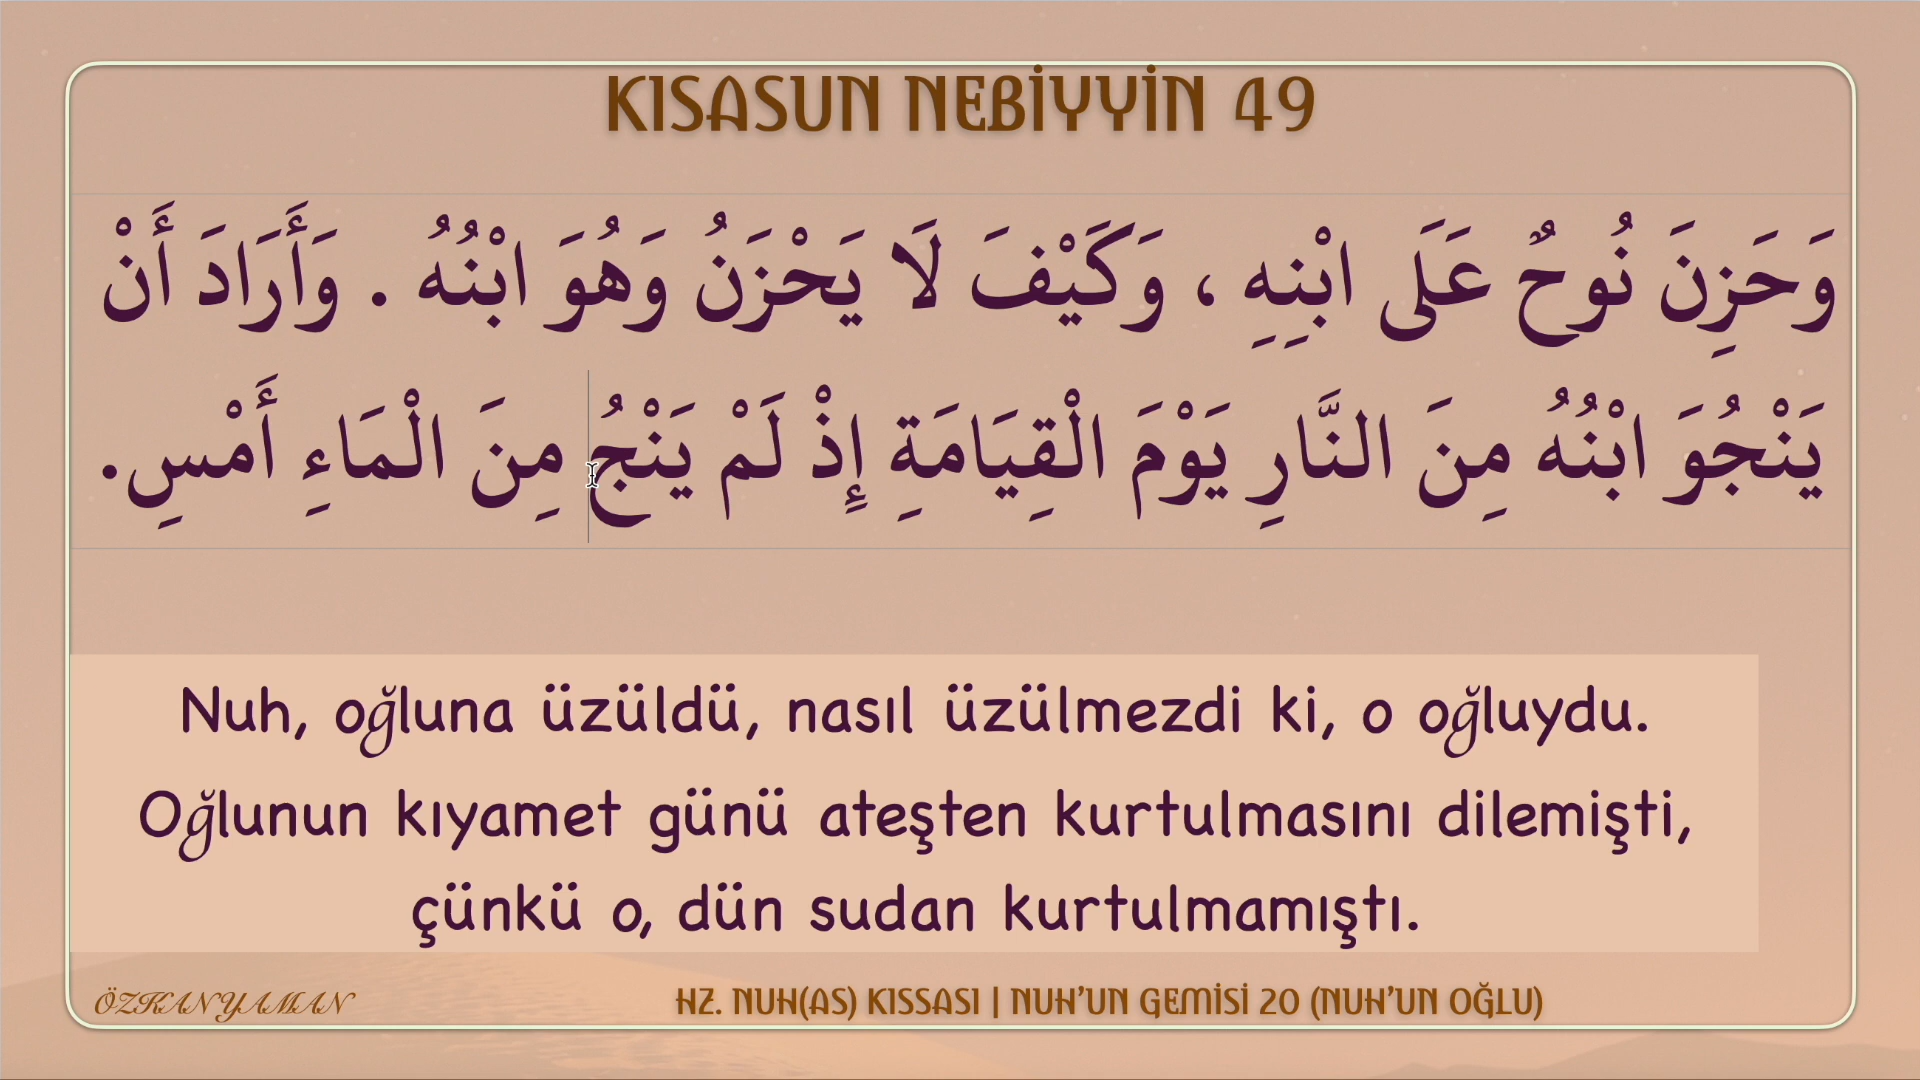 KISASUN NEBİYYİN 49
وَحَزِنَ نُوحٌ عَلَى ابْنِهِ ، وَكَيْفَ لَا يَحْزَنُ وَهُوَ ابْنُهُ . وَأَرَادَ أَنْ
يَنْجُوَ ابْنُهُ مِنَ النَّارِ يَوْمَ الْقِيَامَةِ إِذْ لَمْ يَنْجُ مِنَ الْمَاءِ أَمْسِ.
Nuh, oğluna üzüldü, nasıl üzülmezdi ki, o oğluydu.
Oğlunun kıyamet günü ateşten kurtulmasını dilemişti,
çünkü o, dün sudan kurtulmamıştı.
ÖZKAN YAMAN
HZ. NUH(AS) KISSASI | NUH'UN GEMİSİ 20 (NUH'UN OĞLU)